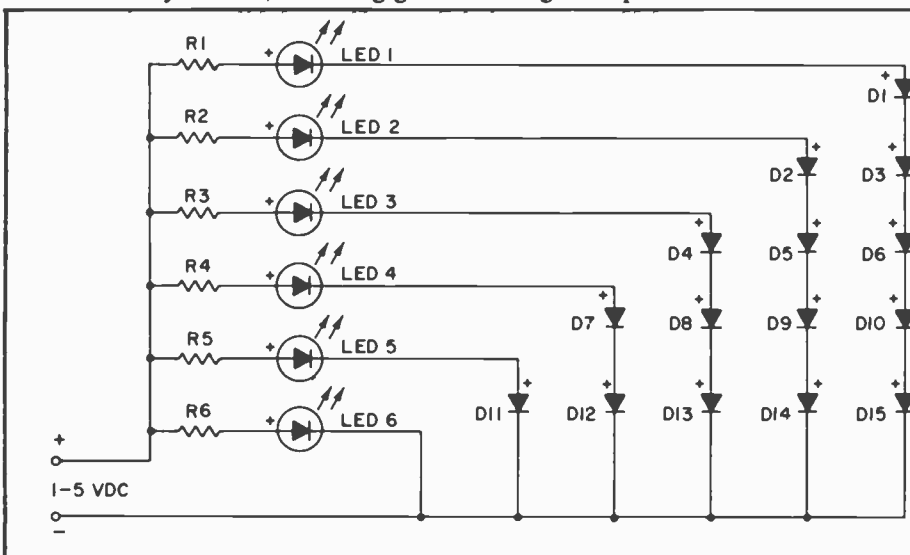 R1
+
LED 1
+
D1
R2
+
LED 2
+
D2
+
D3
R3
+
LED 3
+
D4
+
D5
+
D6
R4
+
LED 4
+
D7
+
D8
+
D9
+
D10
R5
+
LED 5
+
D11
+
D12
+
D13
+
D14
+
D15
R6
+
LED 6
+
1-5 VDC
-